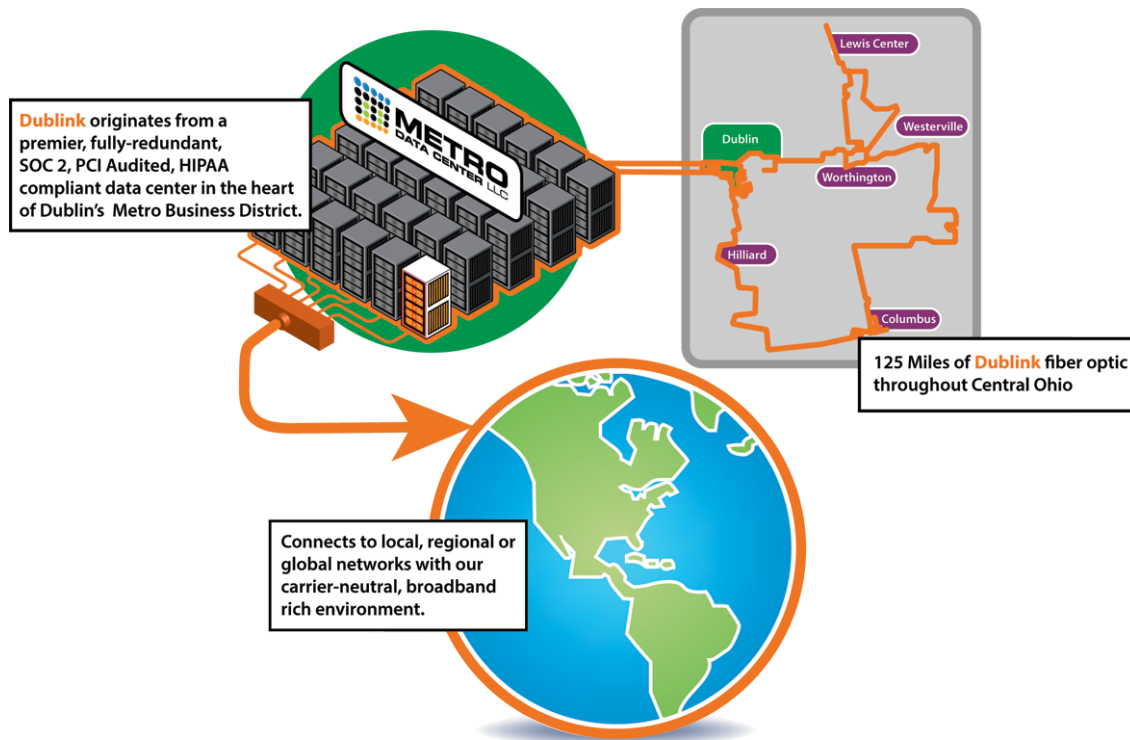 Dublink originates from a
premier, fully-redundant,
SOC 2, PCI Audited, HIPAA
compliant data center in the heart
of Dublin's Metro Business District.
METRO
DATA CENTER LLC
Lewis Center
Westerville
Dublin
Worthington
Hilliard
Columbus
125 Miles of Dublink fiber optic
throughout Central Ohio
Connects to local, regional or
global networks with our
carrier-neutral, broadband
rich environment.